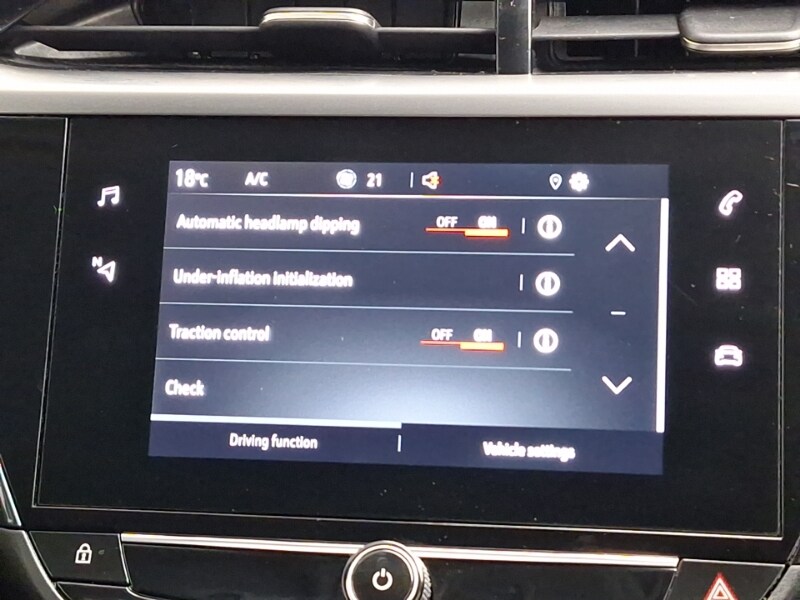 18°C A/C 21
Automatic headlamp dipping OFF ON
Under-inflation initialization
N
Traction control OFF ON
Check
Driving function Vehicle settings